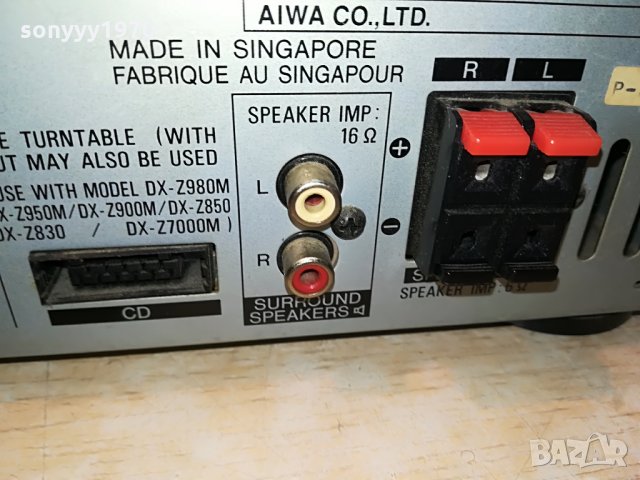 sonyyy1970
AIWA CO.,LTD.
MADE IN SINGAPORE
FABRIQUE AU SINGAPOUR
R L
P-
SPEAKER IMP:
16 Ω
E TURNTABLE (WITH
UT MAY ALSO BE USED
USE WITH MODEL DX-Z980M
X-Z950M/DX-Z900M/DX-Z850
DX-Z830 / DX-Z7000M)
L
R
+
−
CD
SURROUND
SPEAKERS
SPEAKER IMP: 6 Ω
BAZAR